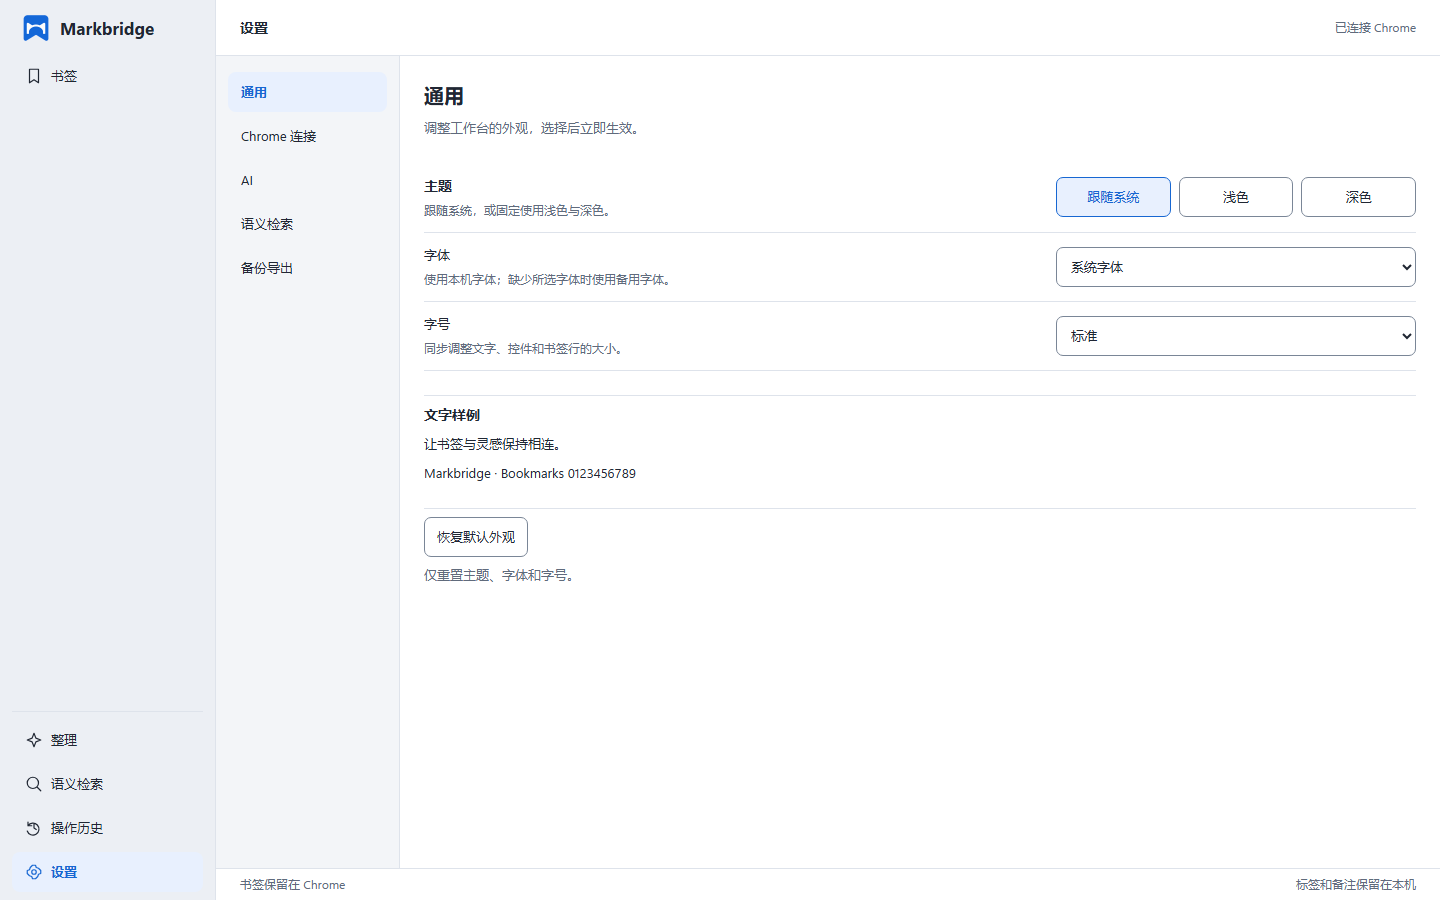 Markbridge
书签
整理
语义检索
操作历史
设置
设置
已连接 Chrome
通用
Chrome 连接
AI
语义检索
备份导出
通用
调整工作台的外观，选择后立即生效。
主题
跟随系统，或固定使用浅色与深色。
跟随系统
浅色
深色
字体
使用本机字体；缺少所选字体时使用备用字体。
系统字体
字号
同步调整文字、控件和书签行的大小。
标准
文字样例
让书签与灵感保持相连。
Markbridge · Bookmarks 0123456789
恢复默认外观
仅重置主题、字体和字号。
书签保留在 Chrome
标签和备注保留在本机